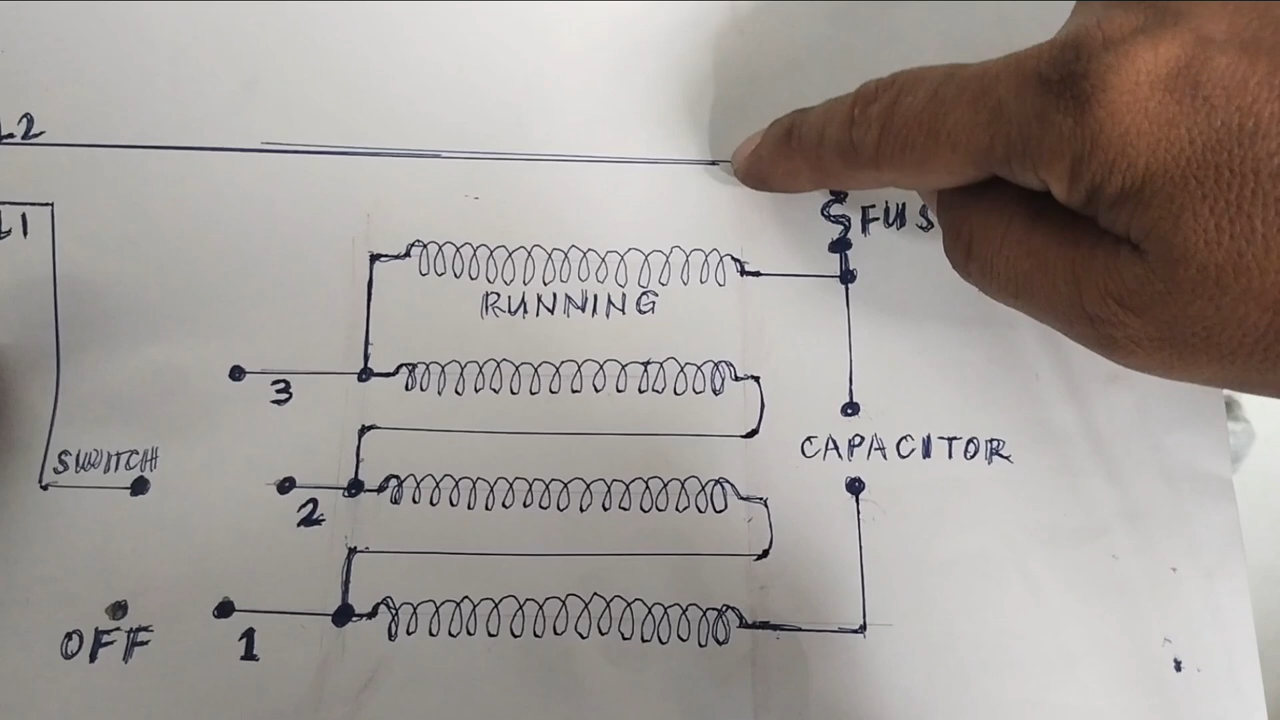 L2
L1
FUS
RUNNING
3
SWITCH
CAPACITOR
2
OFF
1